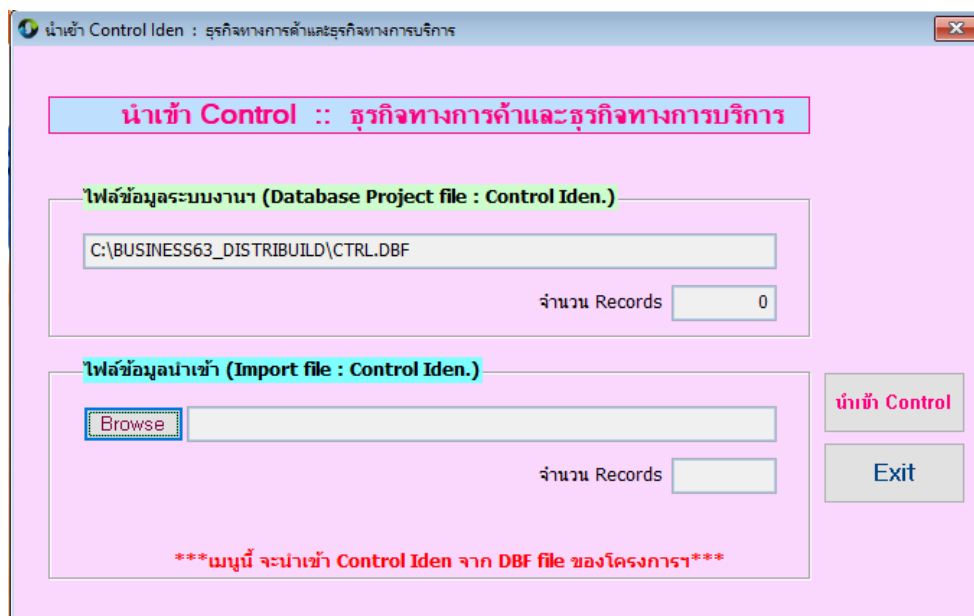 นำเข้า Control Iden : ธุรกิจทางการค้าและธุรกิจทางการบริการ
นำเข้า Control :: ธุรกิจทางการค้าและธุรกิจทางการบริการ
ไฟล์ข้อมูลระบบงานฯ (Database Project file : Control Iden.)
C:\BUSINESS63_DISTRIBUILD\CTRL.DBF
จำนวน Records 0
ไฟล์ข้อมูลนำเข้า (Import file : Control Iden.)
Browse
นำเข้า Control
จำนวน Records
Exit
***เมนูนี้ จะนำเข้า Control Iden จาก DBF file ของโครงการฯ***